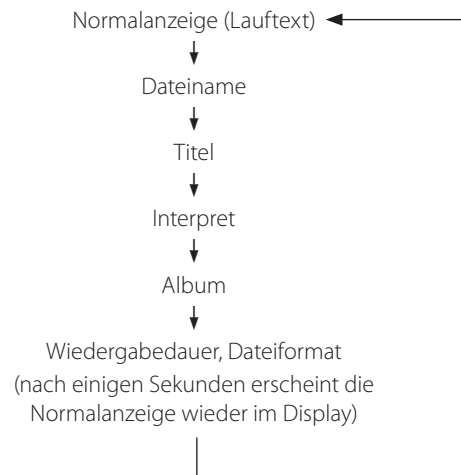 Normalanzeige (Lauftext)
Dateiname
Titel
Interpret
Album
Wiedergabedauer, Dateiformat
(nach einigen Sekunden erscheint die
Normalanzeige wieder im Display)